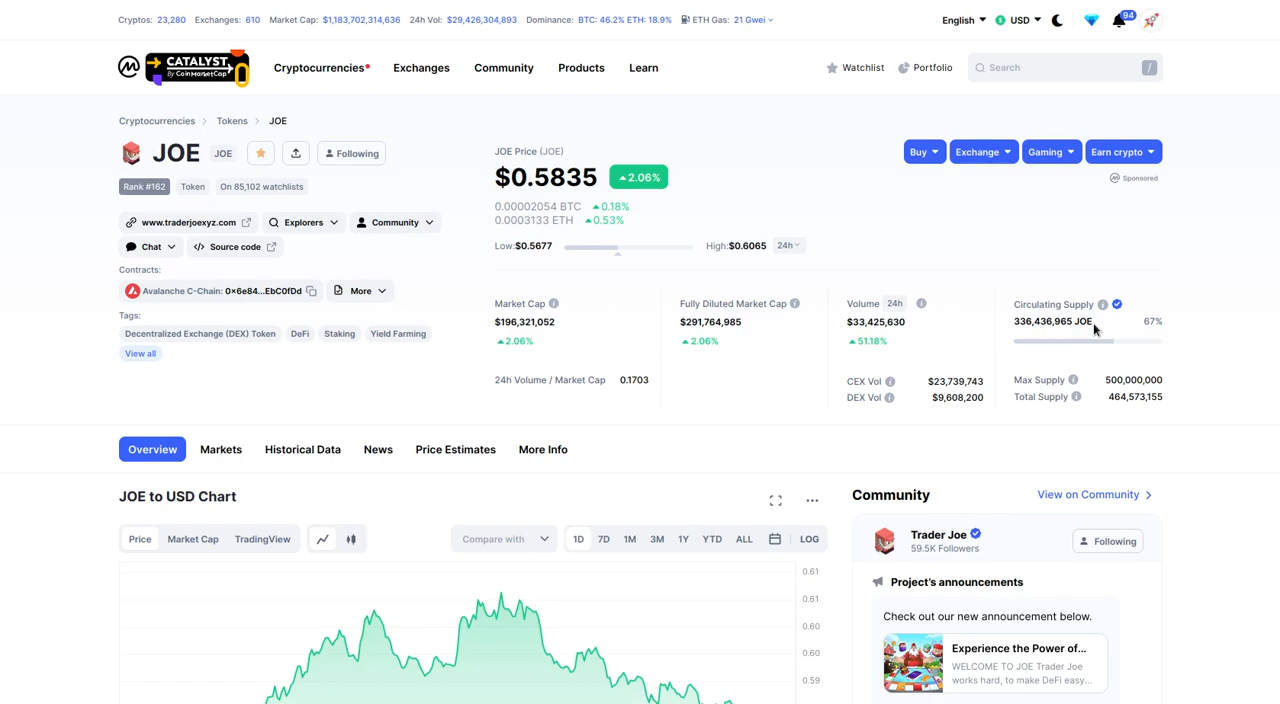 Cryptos: 23,280 Exchanges: 610 Market Cap: $1,183,702,314,636 24h Vol: $29,426,304,893 Dominance: BTC: 46.2% ETH: 18.9% ETH Gas: 21 Gwei
English USD 94
CATALYST
By CoinMarketCap
Cryptocurrencies Exchanges Community Products Learn
Watchlist Portfolio Search /
Cryptocurrencies > Tokens > JOE
JOE JOE Following
Rank #162 Token On 85,102 watchlists
www.traderjoexyz.com Explorers Community
Chat Source code
Contracts:
Avalanche C-Chain: 0x6e84...EbC0fDd More
Tags:
Decentralized Exchange (DEX) Token DeFi Staking Yield Farming
View all
JOE Price (JOE)
$0.5835 2.06%
0.00002054 BTC 0.18%
0.0003133 ETH 0.53%
Low:$0.5677 High:$0.6065 24h
Buy Exchange Gaming Earn crypto
Sponsored
Market Cap
$196,321,052
2.06%
24h Volume / Market Cap 0.1703
Fully Diluted Market Cap
$291,764,985
2.06%
Volume 24h
$33,425,630
51.18%
CEX Vol $23,739,743
DEX Vol $9,608,200
Circulating Supply
336,436,965 JOE 67%
Max Supply 500,000,000
Total Supply 464,573,155
Overview Markets Historical Data News Price Estimates More Info
JOE to USD Chart
Price Market Cap TradingView Compare with 1D 7D 1M 3M 1Y YTD ALL LOG
0.61
0.61
0.60
0.60
0.59
Community View on Community >
Trader Joe
59.5K Followers
Following
Project's announcements
Check out our new announcement below.
Experience the Power of...
WELCOME TO JOE Trader Joe
works hard, to make DeFi easy...